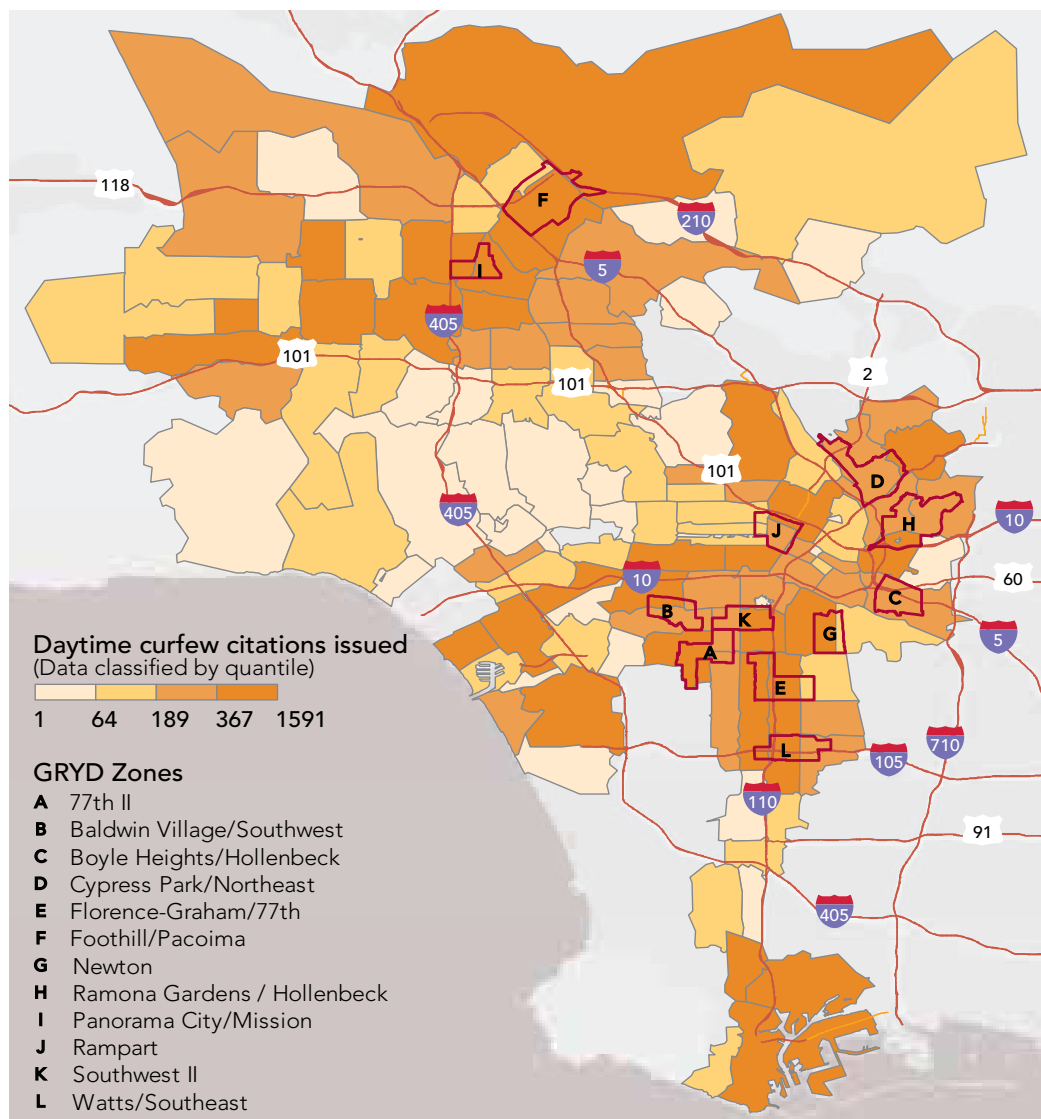 118
F
210
5
I
405
101
101
2
101
D
405
J
H
10
10
60
B
K
C
G
5
A
E
L
710
105
110
91
405
Daytime curfew citations issued
(Data classified by quantile)
1 64 189 367 1591
GRYD Zones
A 77th II
B Baldwin Village/Southwest
C Boyle Heights/Hollenbeck
D Cypress Park/Northeast
E Florence-Graham/77th
F Foothill/Pacoima
G Newton
H Ramona Gardens / Hollenbeck
I Panorama City/Mission
J Rampart
K Southwest II
L Watts/Southeast